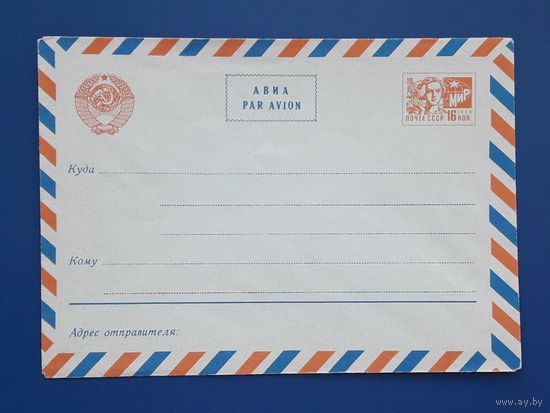 АВИА
PAR AVION
МИР
ПОЧТА СССР 16 КОП.
Куда
Кому
Адрес отправителя:
www.ay.by